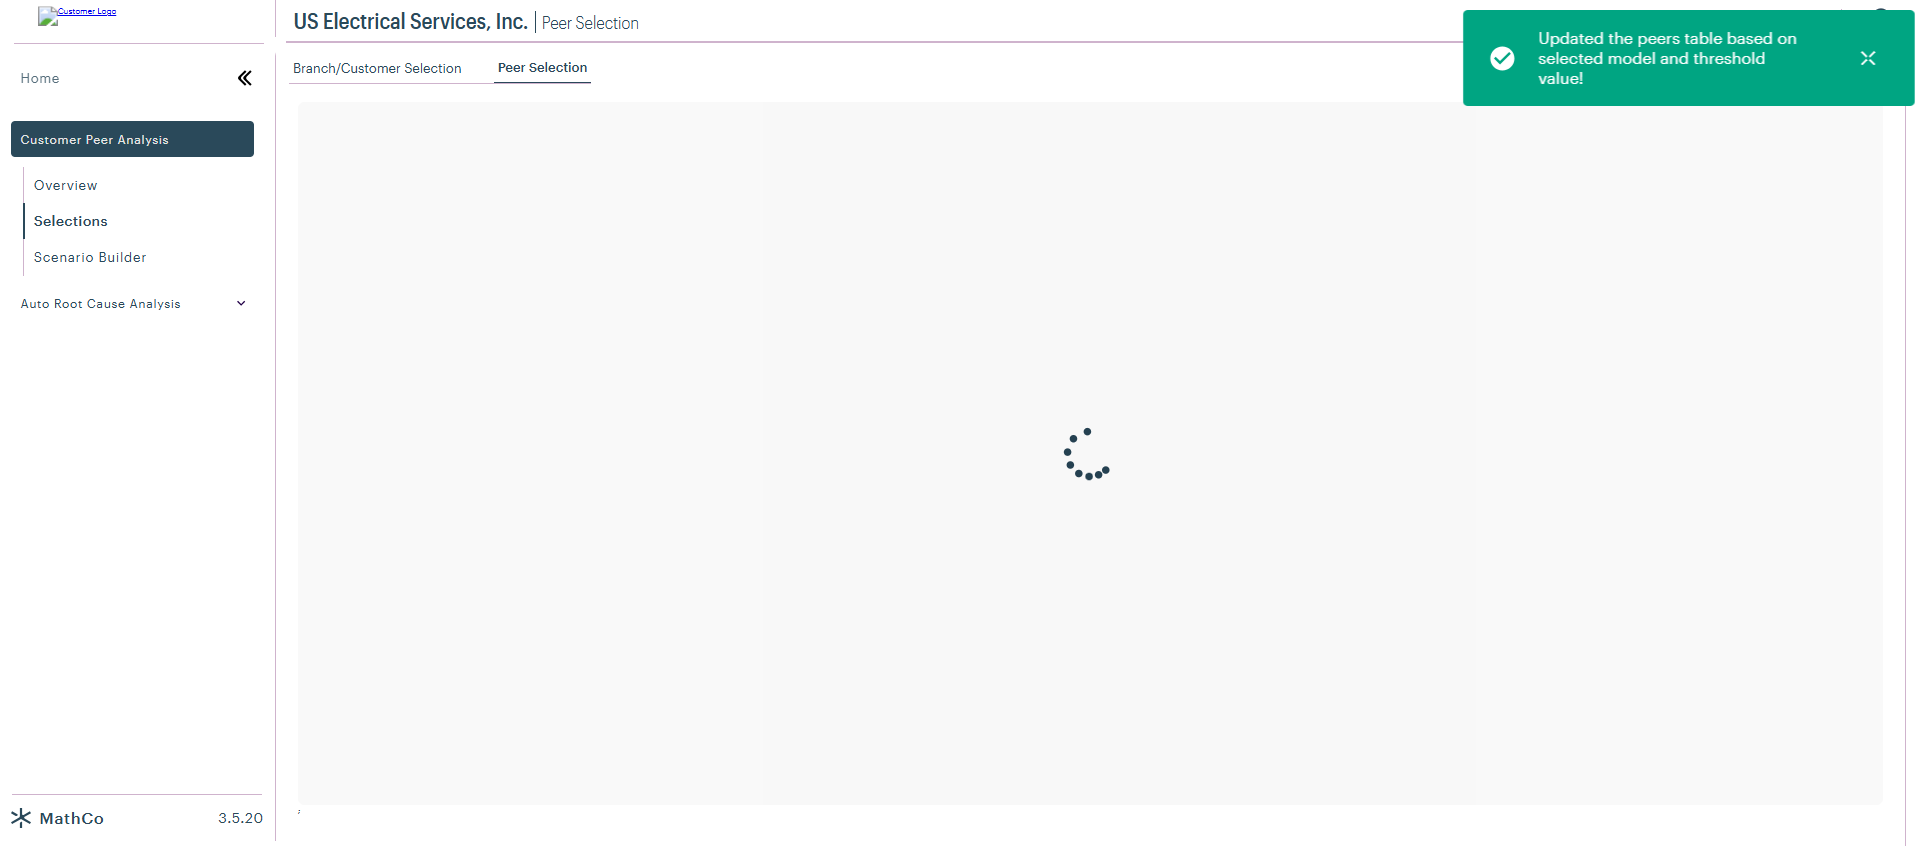 Customer Logo
US Electrical Services, Inc. | Peer Selection
Updated the peers table based on
selected model and threshold
value!
Home
Branch/Customer Selection
Peer Selection
Customer Peer Analysis
Overview
Selections
Scenario Builder
Auto Root Cause Analysis
MathCo
3.5.20